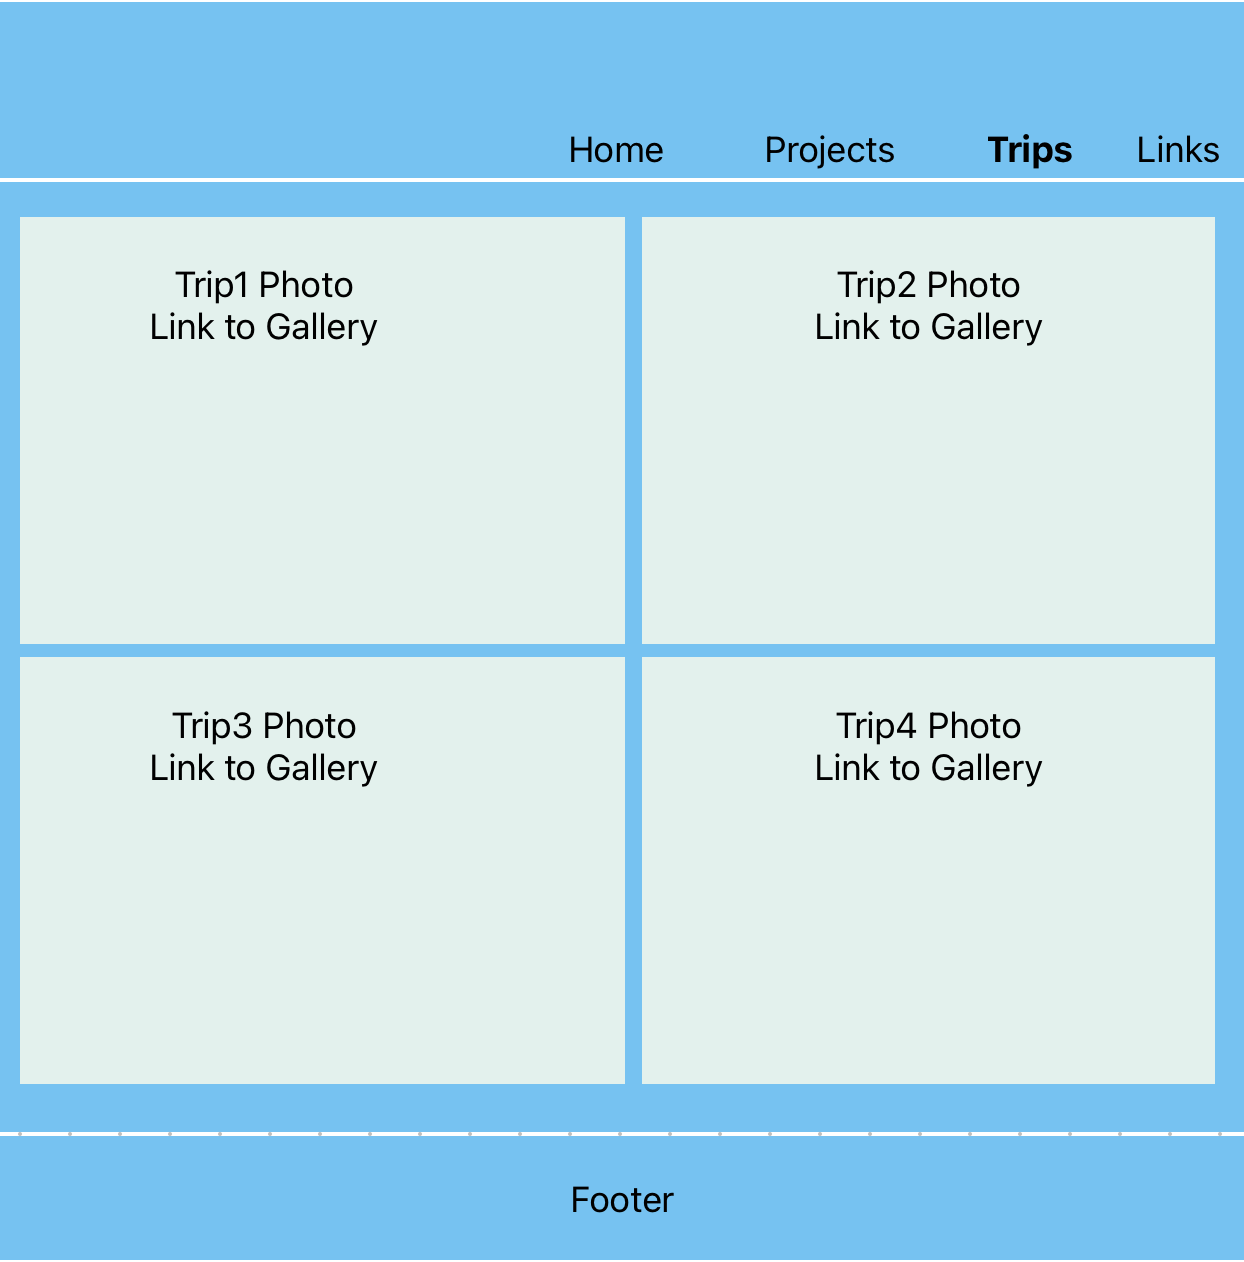 Home Projects Trips Links
Trip1 Photo
Link to Gallery
Trip2 Photo
Link to Gallery
Trip3 Photo
Link to Gallery
Trip4 Photo
Link to Gallery
Footer